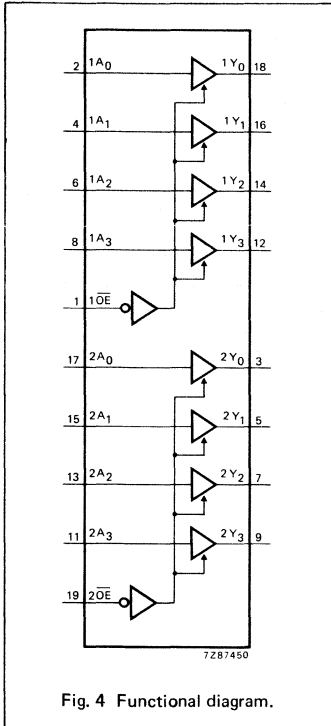 2 1A0 1Y0 18
4 1A1 1Y1 16
6 1A2 1Y2 14
8 1A3 1Y3 12
1 1O̅E̅
17 2A0 2Y0 3
15 2A1 2Y1 5
13 2A2 2Y2 7
11 2A3 2Y3 9
19 2O̅E̅
7Z87450
Fig. 4 Functional diagram.